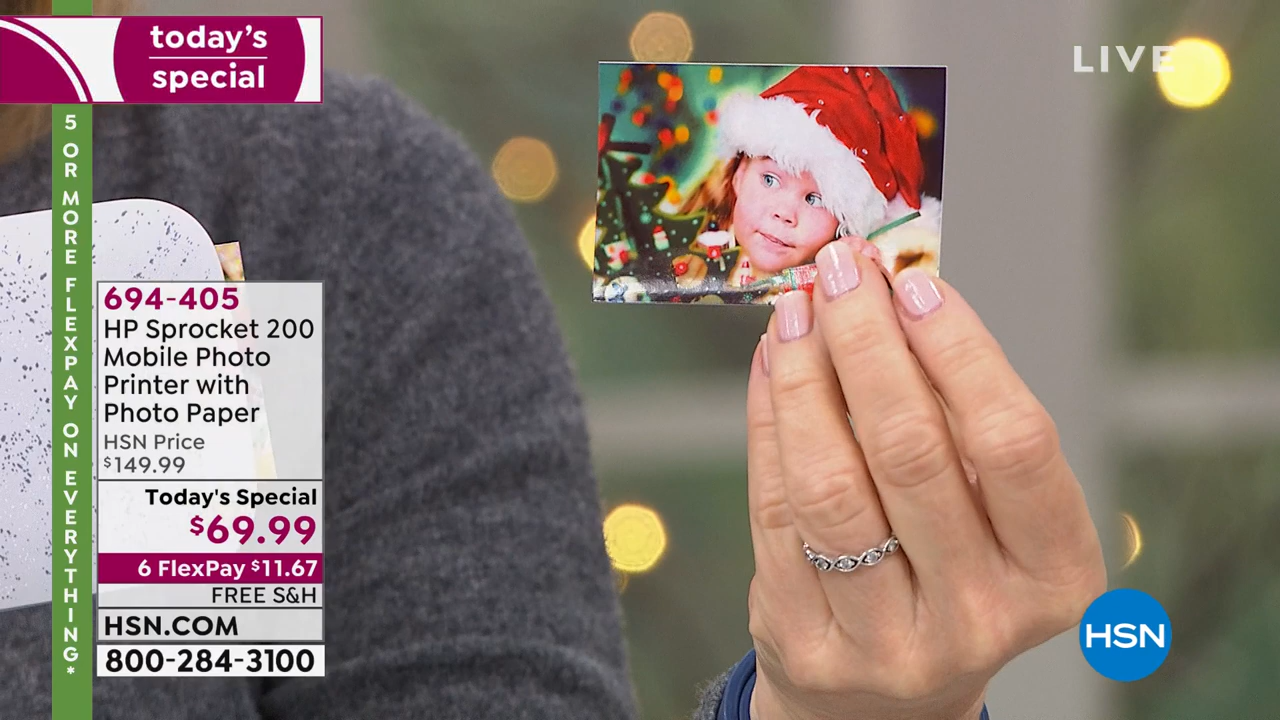 today's
special
LIVE
5 OR MORE FLEXPAY ON EVERYTHING*
694-405
HP Sprocket 200
Mobile Photo
Printer with
Photo Paper
HSN Price
$149.99
Today's Special
$69.99
6 FlexPay $11.67
FREE S&H
HSN.COM
800-284-3100
HSN